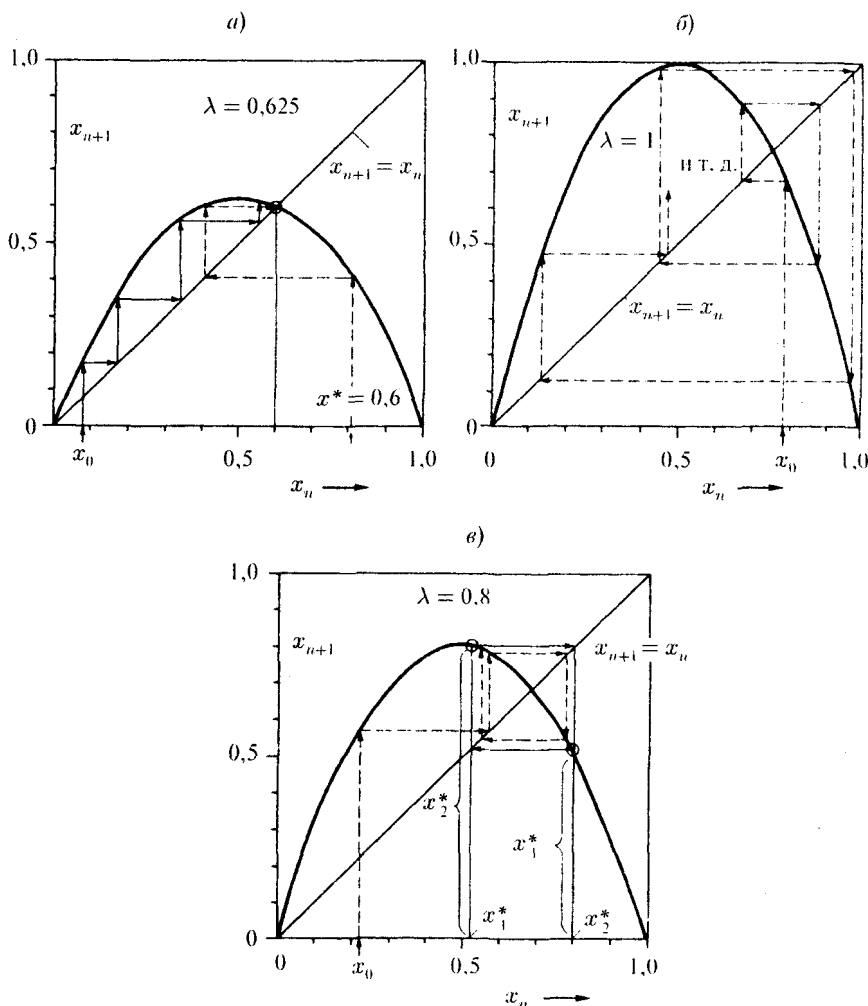 а)
1,0
x_{n+1}
λ = 0,625
x_{n+1} = x_n
0,5
x* = 0,6
0
x_0
0,5
1,0
x_n →
б)
1,0
x_{n+1}
λ = 1
и т. д.
0,5
x_{n+1} = x_n
0
0
0,5
x_0
1,0
x_n →
в)
1,0
λ = 0,8
x_{n+1}
x_{n+1} = x_n
0,5
x*_2
x*_1
x*_1
x*_2
0
0
x_0
0,5
1,0
x_n →